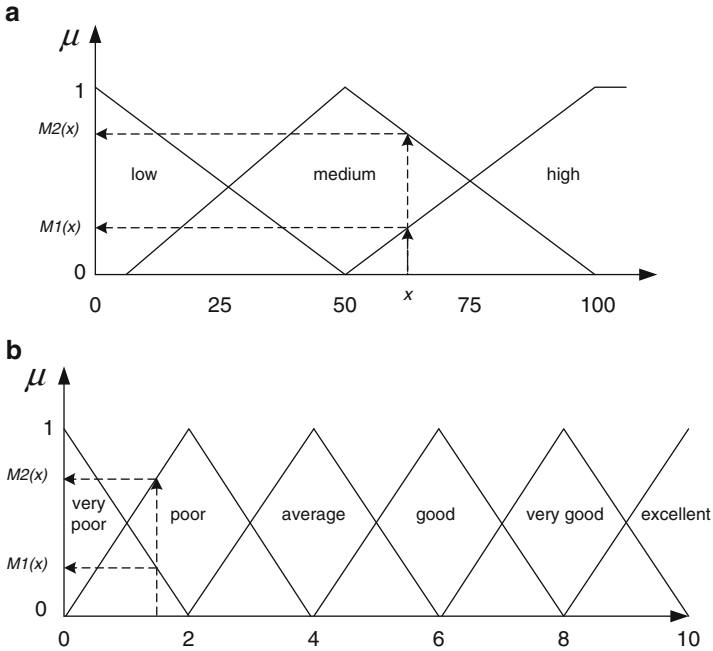 a
μ
1
M2(x)
low medium high
M1(x)
0
0 25 50 x 75 100
b
μ
1
M2(x)
very poor poor average good very good excellent
M1(x)
0
0 2 4 6 8 10